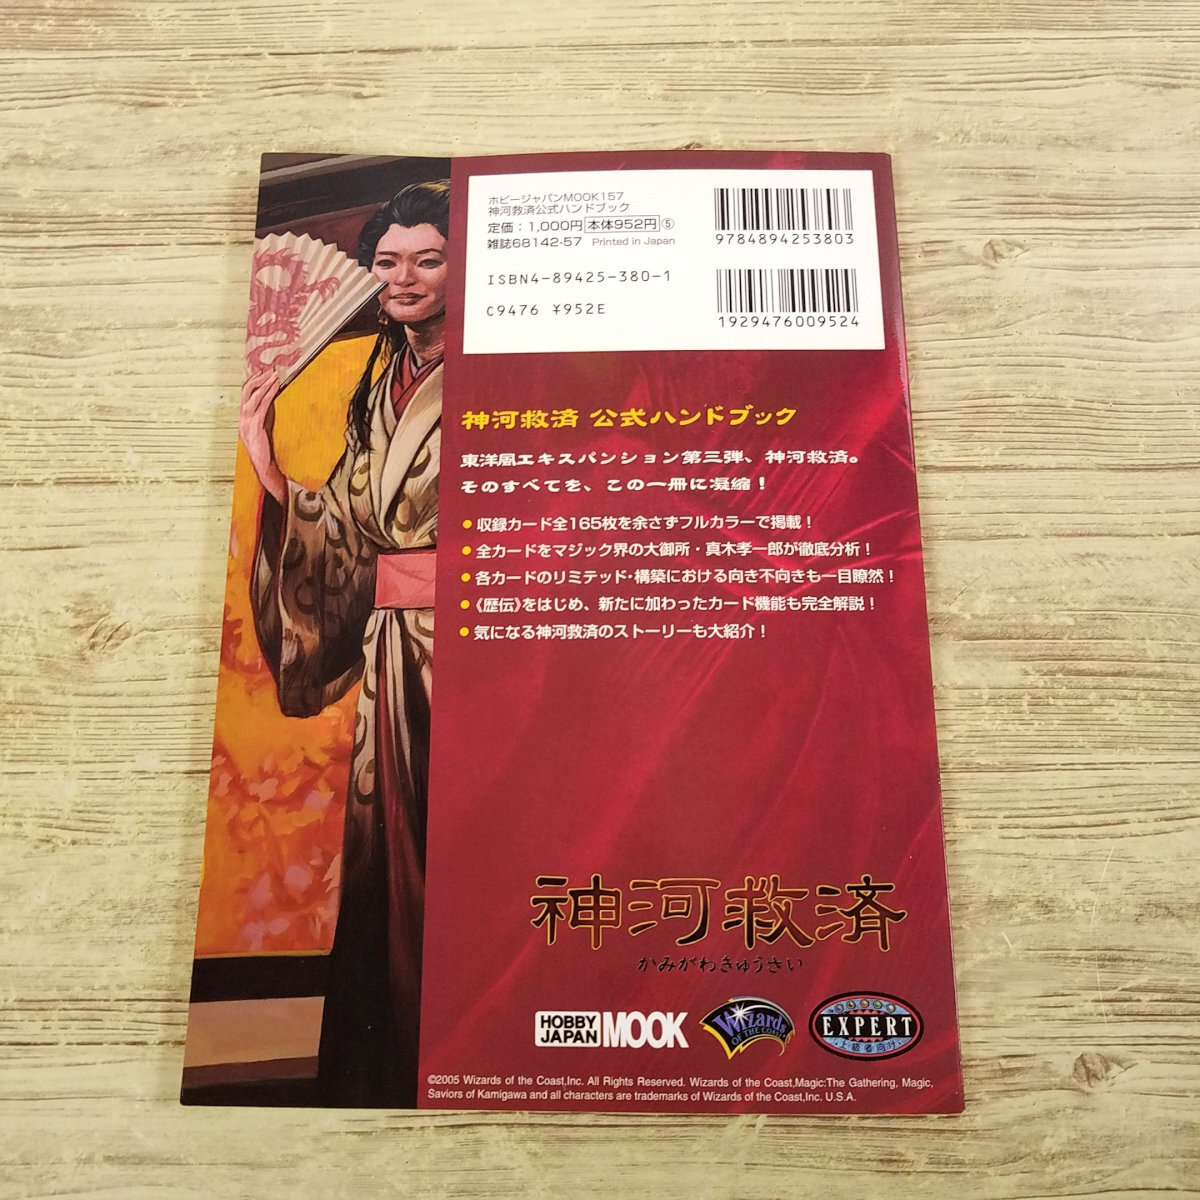 ホビージャパンMOOK157
神河救済公式ハンドブック
定価：1,000円 本体952円 ⑤
雑誌68142-57 Printed in Japan
9784894253803
ISBN4-89425-380-1
C9476 ¥952E
1929476009524
神河救済 公式ハンドブック
東洋風エキスパンション第三弾、神河救済。
そのすべてを、この一冊に凝縮！
●収録カード全165枚を余さずフルカラーで掲載！
●全カードをマジック界の大御所・真木孝一郎が徹底分析！
●各カードのリミテッド・構築における向き不向きも一目瞭然！
●《歴伝》をはじめ、新たに加わったカード機能も完全解説！
●気になる神河救済のストーリーも大紹介！
神河救済
かみがわきゅうさい
HOBBY JAPAN MOOK
Wizards OF THE COAST
EXPERT
上級者向け
©2005 Wizards of the Coast,Inc. All Rights Reserved. Wizards of the Coast,Magic:The Gathering, Magic,
Saviors of Kamigawa and all characters are trademarks of Wizards of the Coast,Inc. U.S.A.